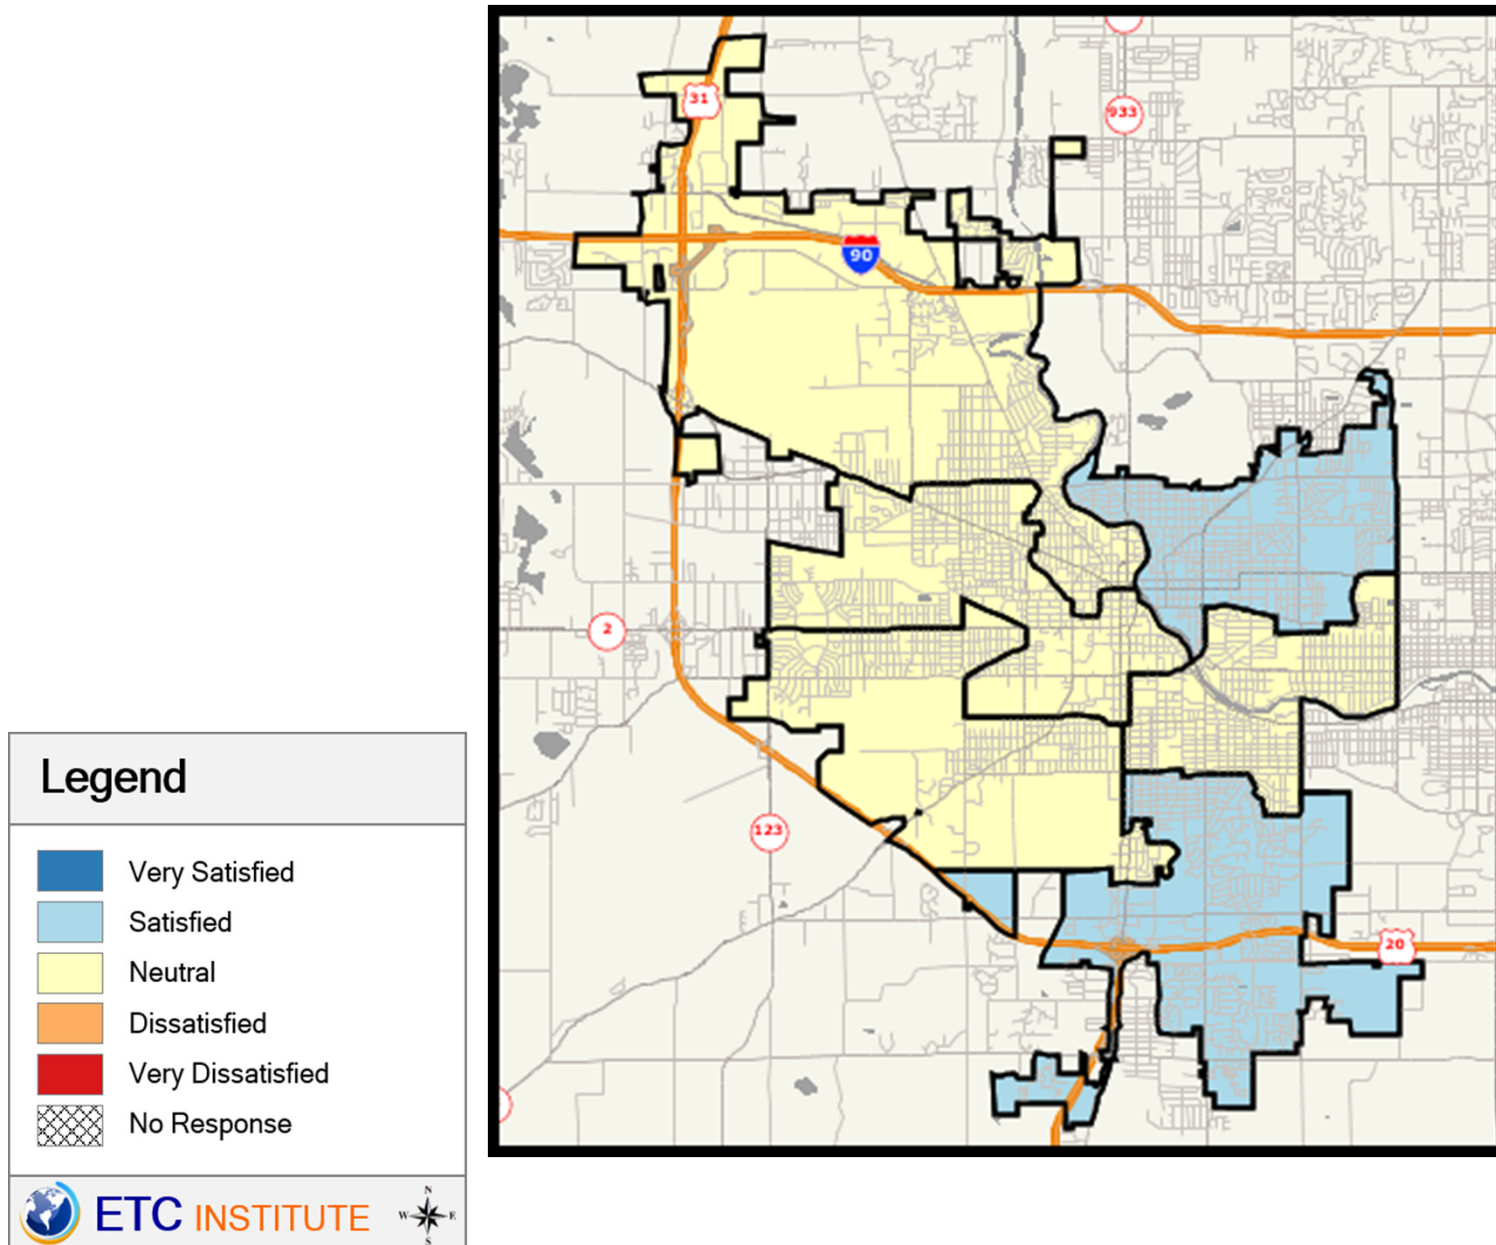 31
933
90
2
123
20
Legend
Very Satisfied
Satisfied
Neutral
Dissatisfied
Very Dissatisfied
No Response
ETC INSTITUTE
N
W E
S